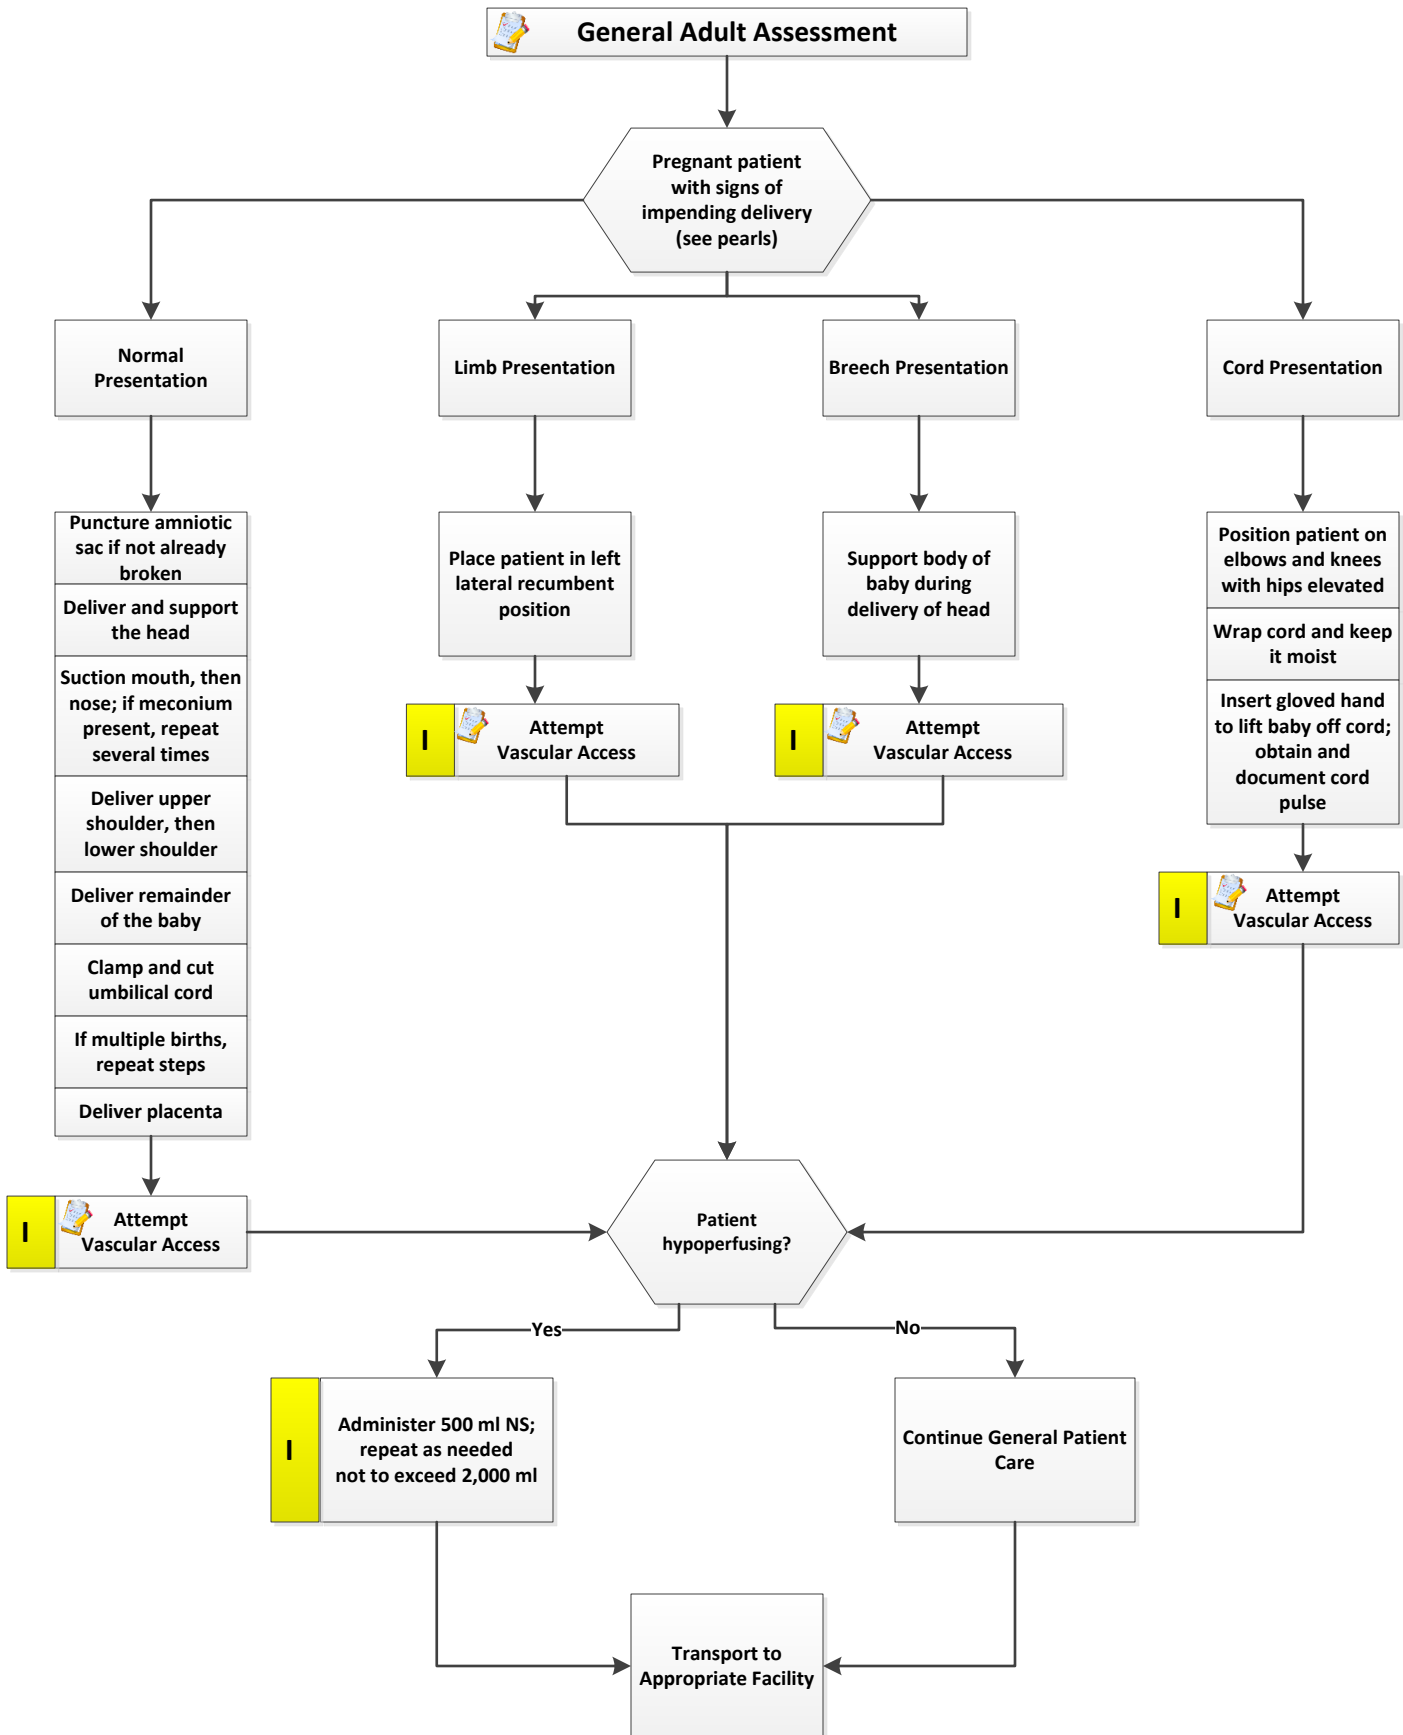 General Adult Assessment
Pregnant patient
with signs of
impending delivery
(see pearls)
Normal
Presentation
Limb Presentation
Breech Presentation
Cord Presentation
Puncture amniotic
sac if not already
broken
Deliver and support
the head
Suction mouth, then
nose; if meconium
present, repeat
several times
Deliver upper
shoulder, then
lower shoulder
Deliver remainder
of the baby
Clamp and cut
umbilical cord
If multiple births,
repeat steps
Deliver placenta
I
Attempt
Vascular Access
Place patient in left
lateral recumbent
position
I
Attempt
Vascular Access
Support body of
baby during
delivery of head
I
Attempt
Vascular Access
Position patient on
elbows and knees
with hips elevated
Wrap cord and keep
it moist
Insert gloved hand
to lift baby off cord;
obtain and
document cord
pulse
I
Attempt
Vascular Access
Patient
hypoperfusing?
Yes
No
I
Administer 500 ml NS;
repeat as needed
not to exceed 2,000 ml
Continue General Patient
Care
Transport to
Appropriate Facility